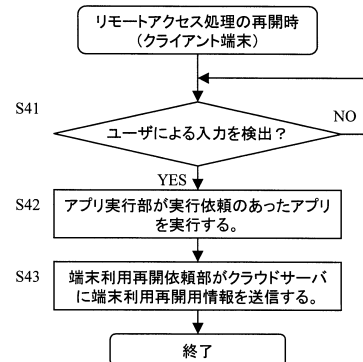 リモートアクセス処理の再開時
（クライアント端末）
S41
ユーザによる入力を検出？
NO
YES
S42
アプリ実行部が実行依頼のあったアプリ
を実行する。
S43
端末利用再開依頼部がクラウドサーバ
に端末利用再開用情報を送信する。
終了